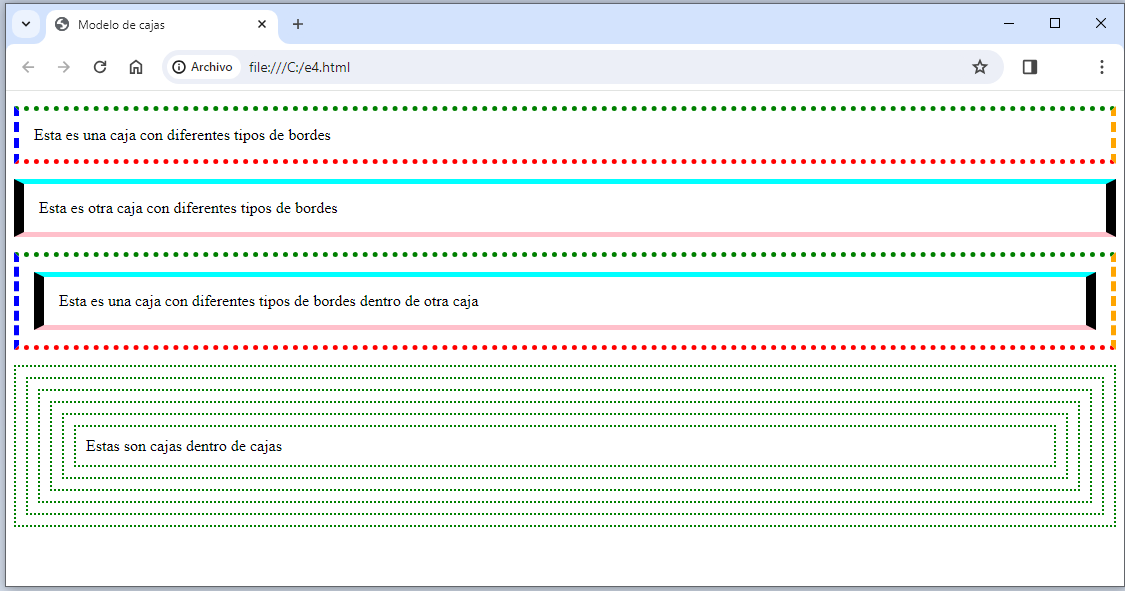 Modelo de cajas
Archivo file:///C:/e4.html
Esta es una caja con diferentes tipos de bordes
Esta es otra caja con diferentes tipos de bordes
Esta es una caja con diferentes tipos de bordes dentro de otra caja
Estas son cajas dentro de cajas